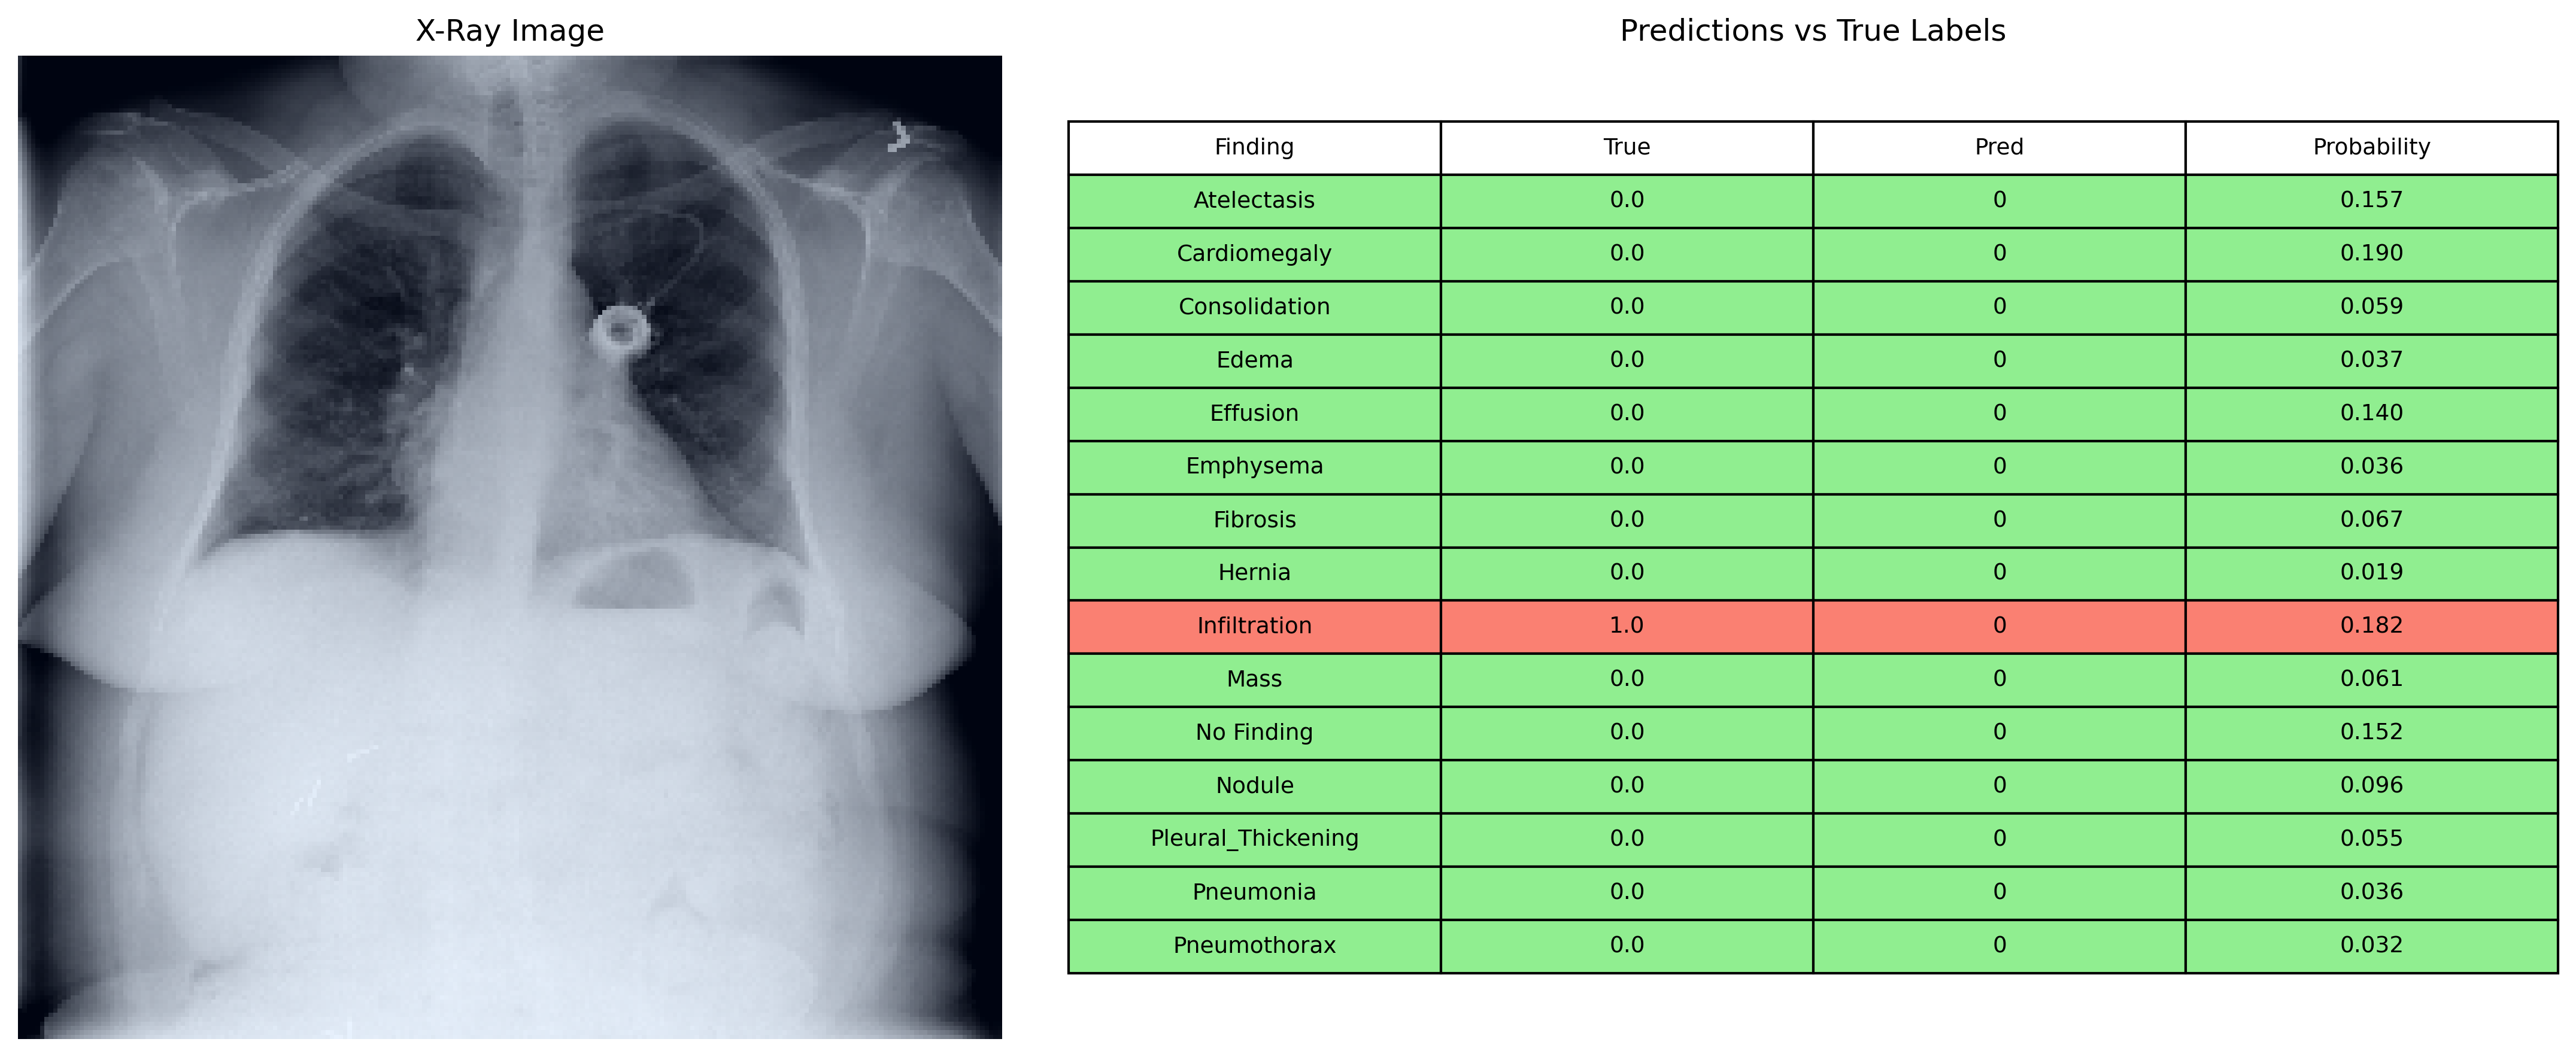 X-Ray Image
Predictions vs True Labels
Finding True Pred Probability
Atelectasis 0.0 0 0.157
Cardiomegaly 0.0 0 0.190
Consolidation 0.0 0 0.059
Edema 0.0 0 0.037
Effusion 0.0 0 0.140
Emphysema 0.0 0 0.036
Fibrosis 0.0 0 0.067
Hernia 0.0 0 0.019
Infiltration 1.0 0 0.182
Mass 0.0 0 0.061
No Finding 0.0 0 0.152
Nodule 0.0 0 0.096
Pleural_Thickening 0.0 0 0.055
Pneumonia 0.0 0 0.036
Pneumothorax 0.0 0 0.032